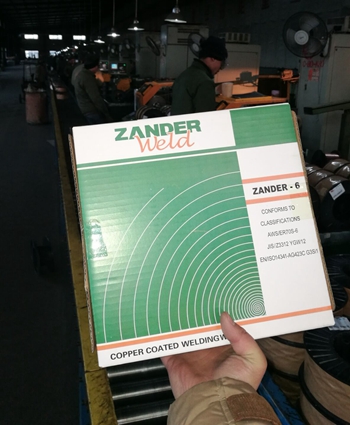 ZANDER
Weld
ZANDER - 6
CONFORMS TO
CLASSIFICATIONS
AWS/ER70S-6
JIS/Z3312 YGW12
EN/ISO14341-AG423C G3Si1
COPPER COATED WELDING